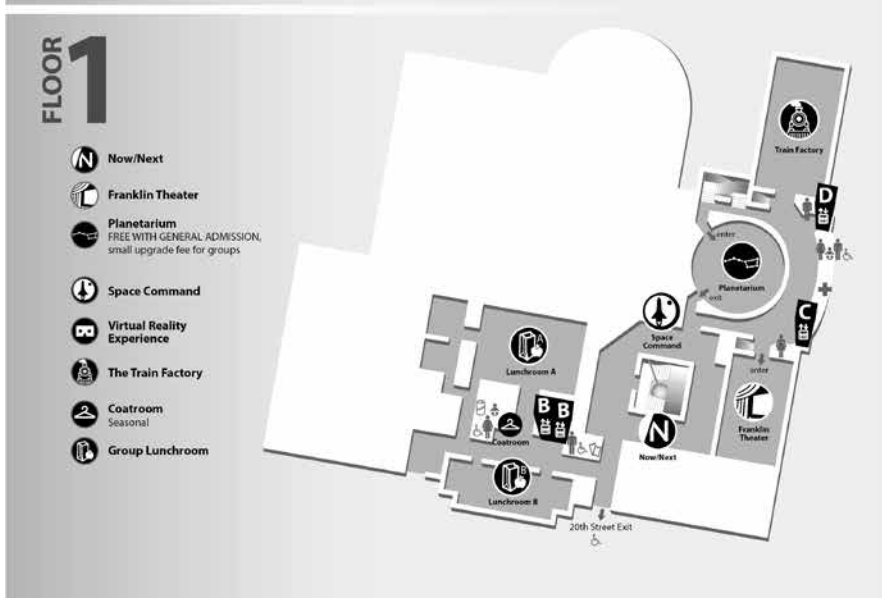 FLOOR
1
Now/Next
Franklin Theater
Planetarium
FREE WITH GENERAL ADMISSION,
small upgrade fee for groups
Space Command
Virtual Reality
Experience
The Train Factory
Coatroom
Seasonal
Group Lunchroom
Train Factory
D
enter
Planetarium
exit
C
Space
Command
enter
A
Lunchroom A
B B
Coatroom
N
Now/Next
Franklin
Theater
B
Lunchroom B
20th Street Exit